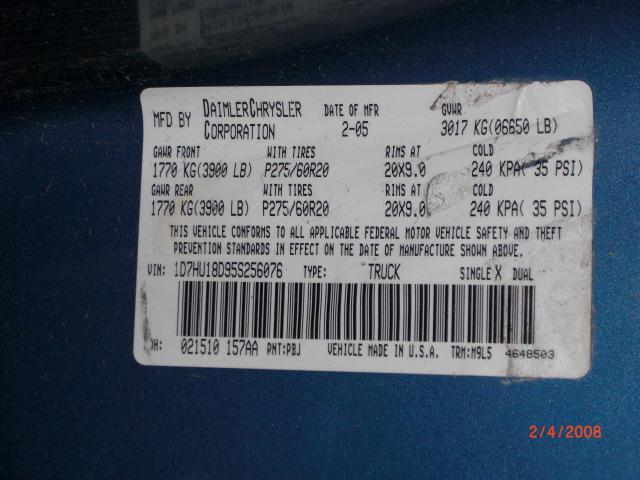 MFD BY DAIMLERCHRYSLER CORPORATION DATE OF MFR 2-05 GVWR 3017 KG(06650 LB)
GAWR FRONT WITH TIRES RIMS AT COLD
1770 KG(3900 LB) P275/60R20 20X9.0 240 KPA( 35 PSI)
GAWR REAR WITH TIRES RIMS AT COLD
1770 KG(3900 LB) P275/60R20 20X9.0 240 KPA( 35 PSI)
THIS VEHICLE CONFORMS TO ALL APPLICABLE FEDERAL MOTOR VEHICLE SAFETY AND THEFT
PREVENTION STANDARDS IN EFFECT ON THE DATE OF MANUFACTURE SHOWN ABOVE.
VIN: 1D7HU18D95S256076 TYPE: TRUCK SINGLE X DUAL
DH: 021510 157AA PNT:PBJ VEHICLE MADE IN U.S.A. TRM:M9L5 4648503
2/4/2008